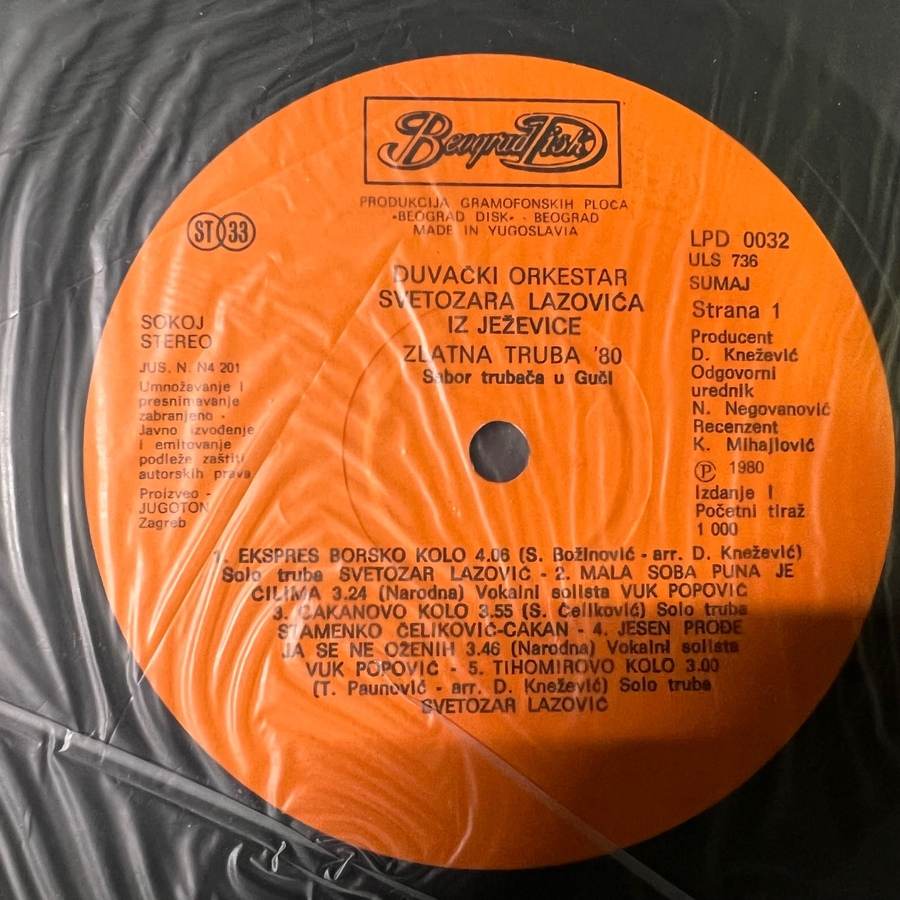 Beograd Disk
PRODUKCIJA GRAMOFONSKIH PLOČA
»BEOGRAD DISK« - BEOGRAD
MADE IN YUGOSLAVIA
ST 33
LPD 0032
ULS 736
SUMAJ
Strana 1
DUVAČKI ORKESTAR
SVETOZARA LAZOVIĆA
IZ JEŽEVICE
ZLATNA TRUBA '80
Sabor trubača u Guči
SOKOJ
STEREO
JUS. N. N4 201
Umnožavanje i
presnimavanje
zabranjeno -
Javno izvođenje
i emitovanje
podleže zaštiti
autorskih prava
Proizveo -
JUGOTON
Zagreb
Producent
D. Knežević
Odgovorni
urednik
N. Negovanović
Recenzent
K. Mihajlović
Ⓟ 1980
Izdanje I
Početni tiraž
1 000
1. EKSPRES BORSKO KOLO 4.06 (S. Božinović - arr. D. Knežević)
Solo truba SVETOZAR LAZOVIĆ - 2. MALA SOBA PUNA JE
ĆILIMA 3.24 (Narodna) Vokalni solista VUK POPOVIĆ
3. CAKANOVO KOLO 3.55 (S. Čeliković) Solo truba
STAMENKO ČELIKOVIĆ-CAKAN - 4. JESEN PROĐE
JA SE NE OŽENIH 3.46 (Narodna) Vokalni solista
VUK POPOVIĆ - 5. TIHOMIROVO KOLO 3.00
(T. Paunović - arr. D. Knežević) Solo truba
SVETOZAR LAZOVIĆ